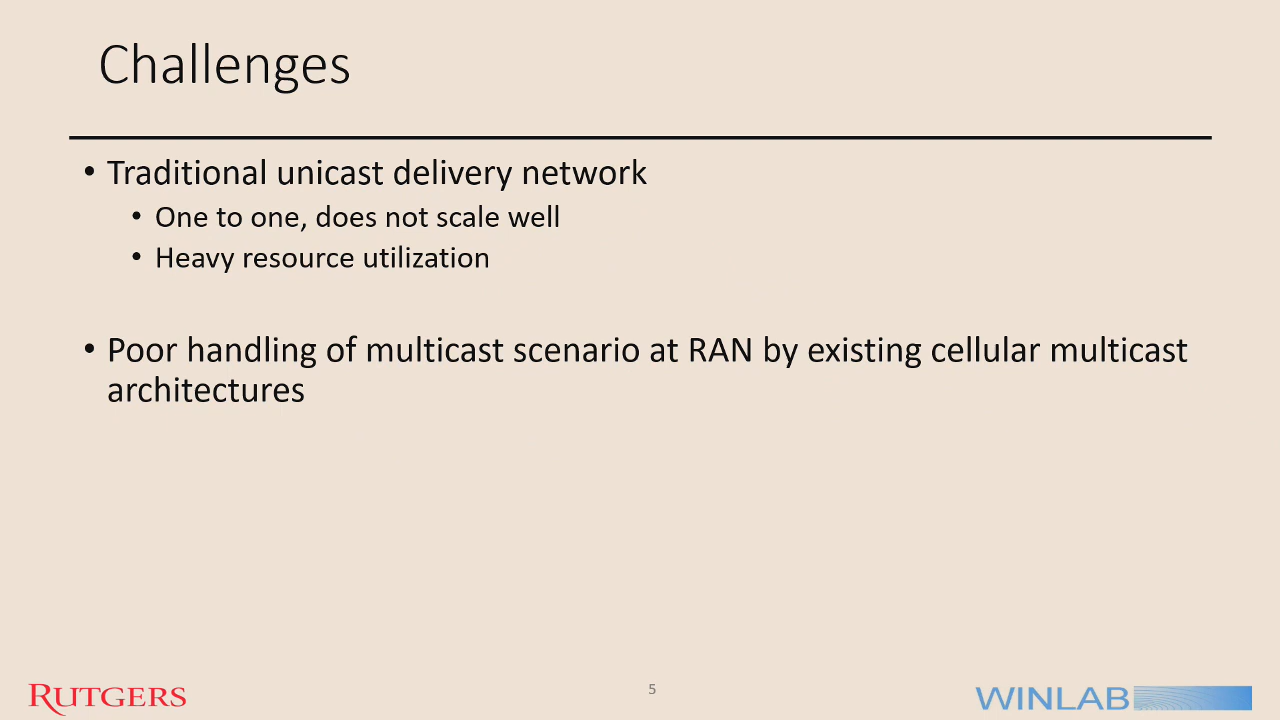 Challenges
• Traditional unicast delivery network
• One to one, does not scale well
• Heavy resource utilization
• Poor handling of multicast scenario at RAN by existing cellular multicast
architectures
RUTGERS
5
WINLAB